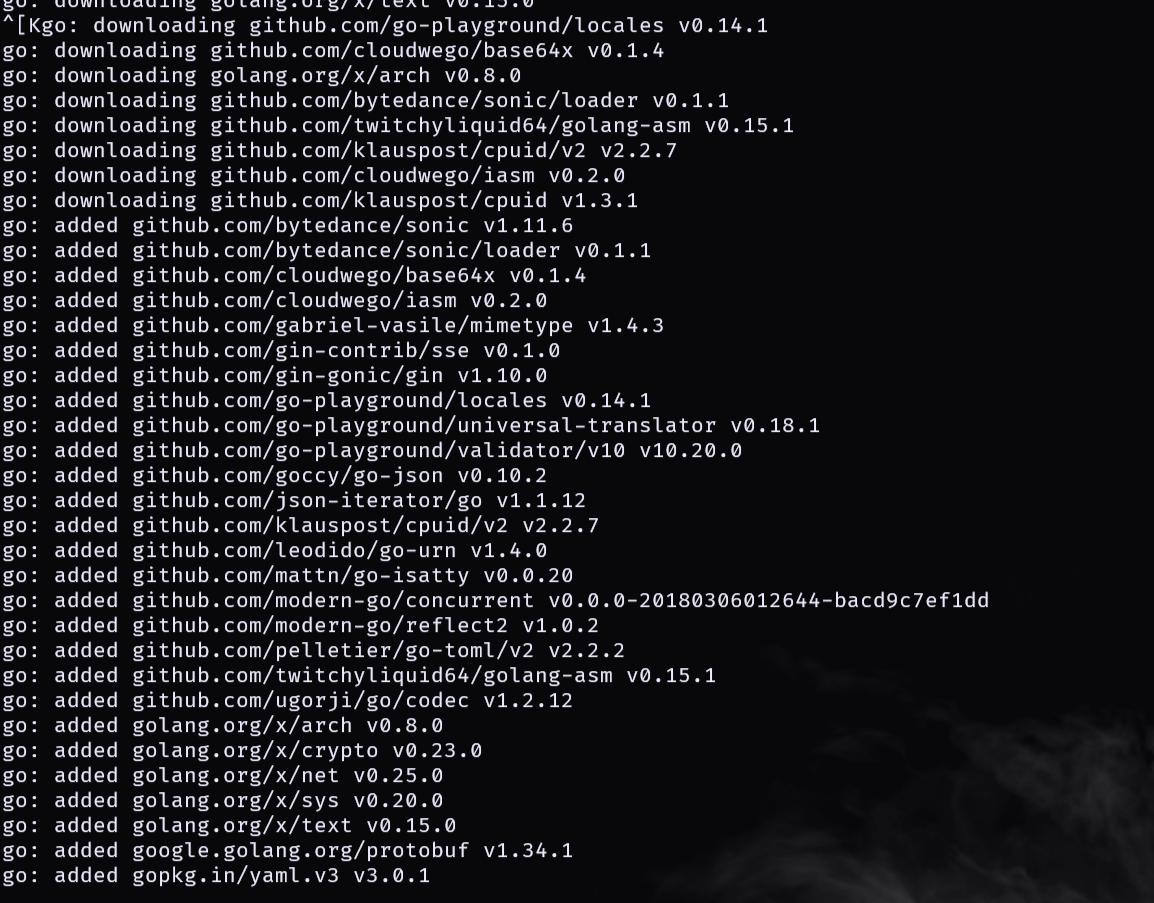 go: downloading golang.org/x/text v0.15.0
^[Kgo: downloading github.com/go-playground/locales v0.14.1
go: downloading github.com/cloudwego/base64x v0.1.4
go: downloading golang.org/x/arch v0.8.0
go: downloading github.com/bytedance/sonic/loader v0.1.1
go: downloading github.com/twitchyliquid64/golang-asm v0.15.1
go: downloading github.com/klauspost/cpuid/v2 v2.2.7
go: downloading github.com/cloudwego/iasm v0.2.0
go: downloading github.com/klauspost/cpuid v1.3.1
go: added github.com/bytedance/sonic v1.11.6
go: added github.com/bytedance/sonic/loader v0.1.1
go: added github.com/cloudwego/base64x v0.1.4
go: added github.com/cloudwego/iasm v0.2.0
go: added github.com/gabriel-vasile/mimetype v1.4.3
go: added github.com/gin-contrib/sse v0.1.0
go: added github.com/gin-gonic/gin v1.10.0
go: added github.com/go-playground/locales v0.14.1
go: added github.com/go-playground/universal-translator v0.18.1
go: added github.com/go-playground/validator/v10 v10.20.0
go: added github.com/goccy/go-json v0.10.2
go: added github.com/json-iterator/go v1.1.12
go: added github.com/klauspost/cpuid/v2 v2.2.7
go: added github.com/leodido/go-urn v1.4.0
go: added github.com/mattn/go-isatty v0.0.20
go: added github.com/modern-go/concurrent v0.0.0-20180306012644-bacd9c7ef1dd
go: added github.com/modern-go/reflect2 v1.0.2
go: added github.com/pelletier/go-toml/v2 v2.2.2
go: added github.com/twitchyliquid64/golang-asm v0.15.1
go: added github.com/ugorji/go/codec v1.2.12
go: added golang.org/x/arch v0.8.0
go: added golang.org/x/crypto v0.23.0
go: added golang.org/x/net v0.25.0
go: added golang.org/x/sys v0.20.0
go: added golang.org/x/text v0.15.0
go: added google.golang.org/protobuf v1.34.1
go: added gopkg.in/yaml.v3 v3.0.1